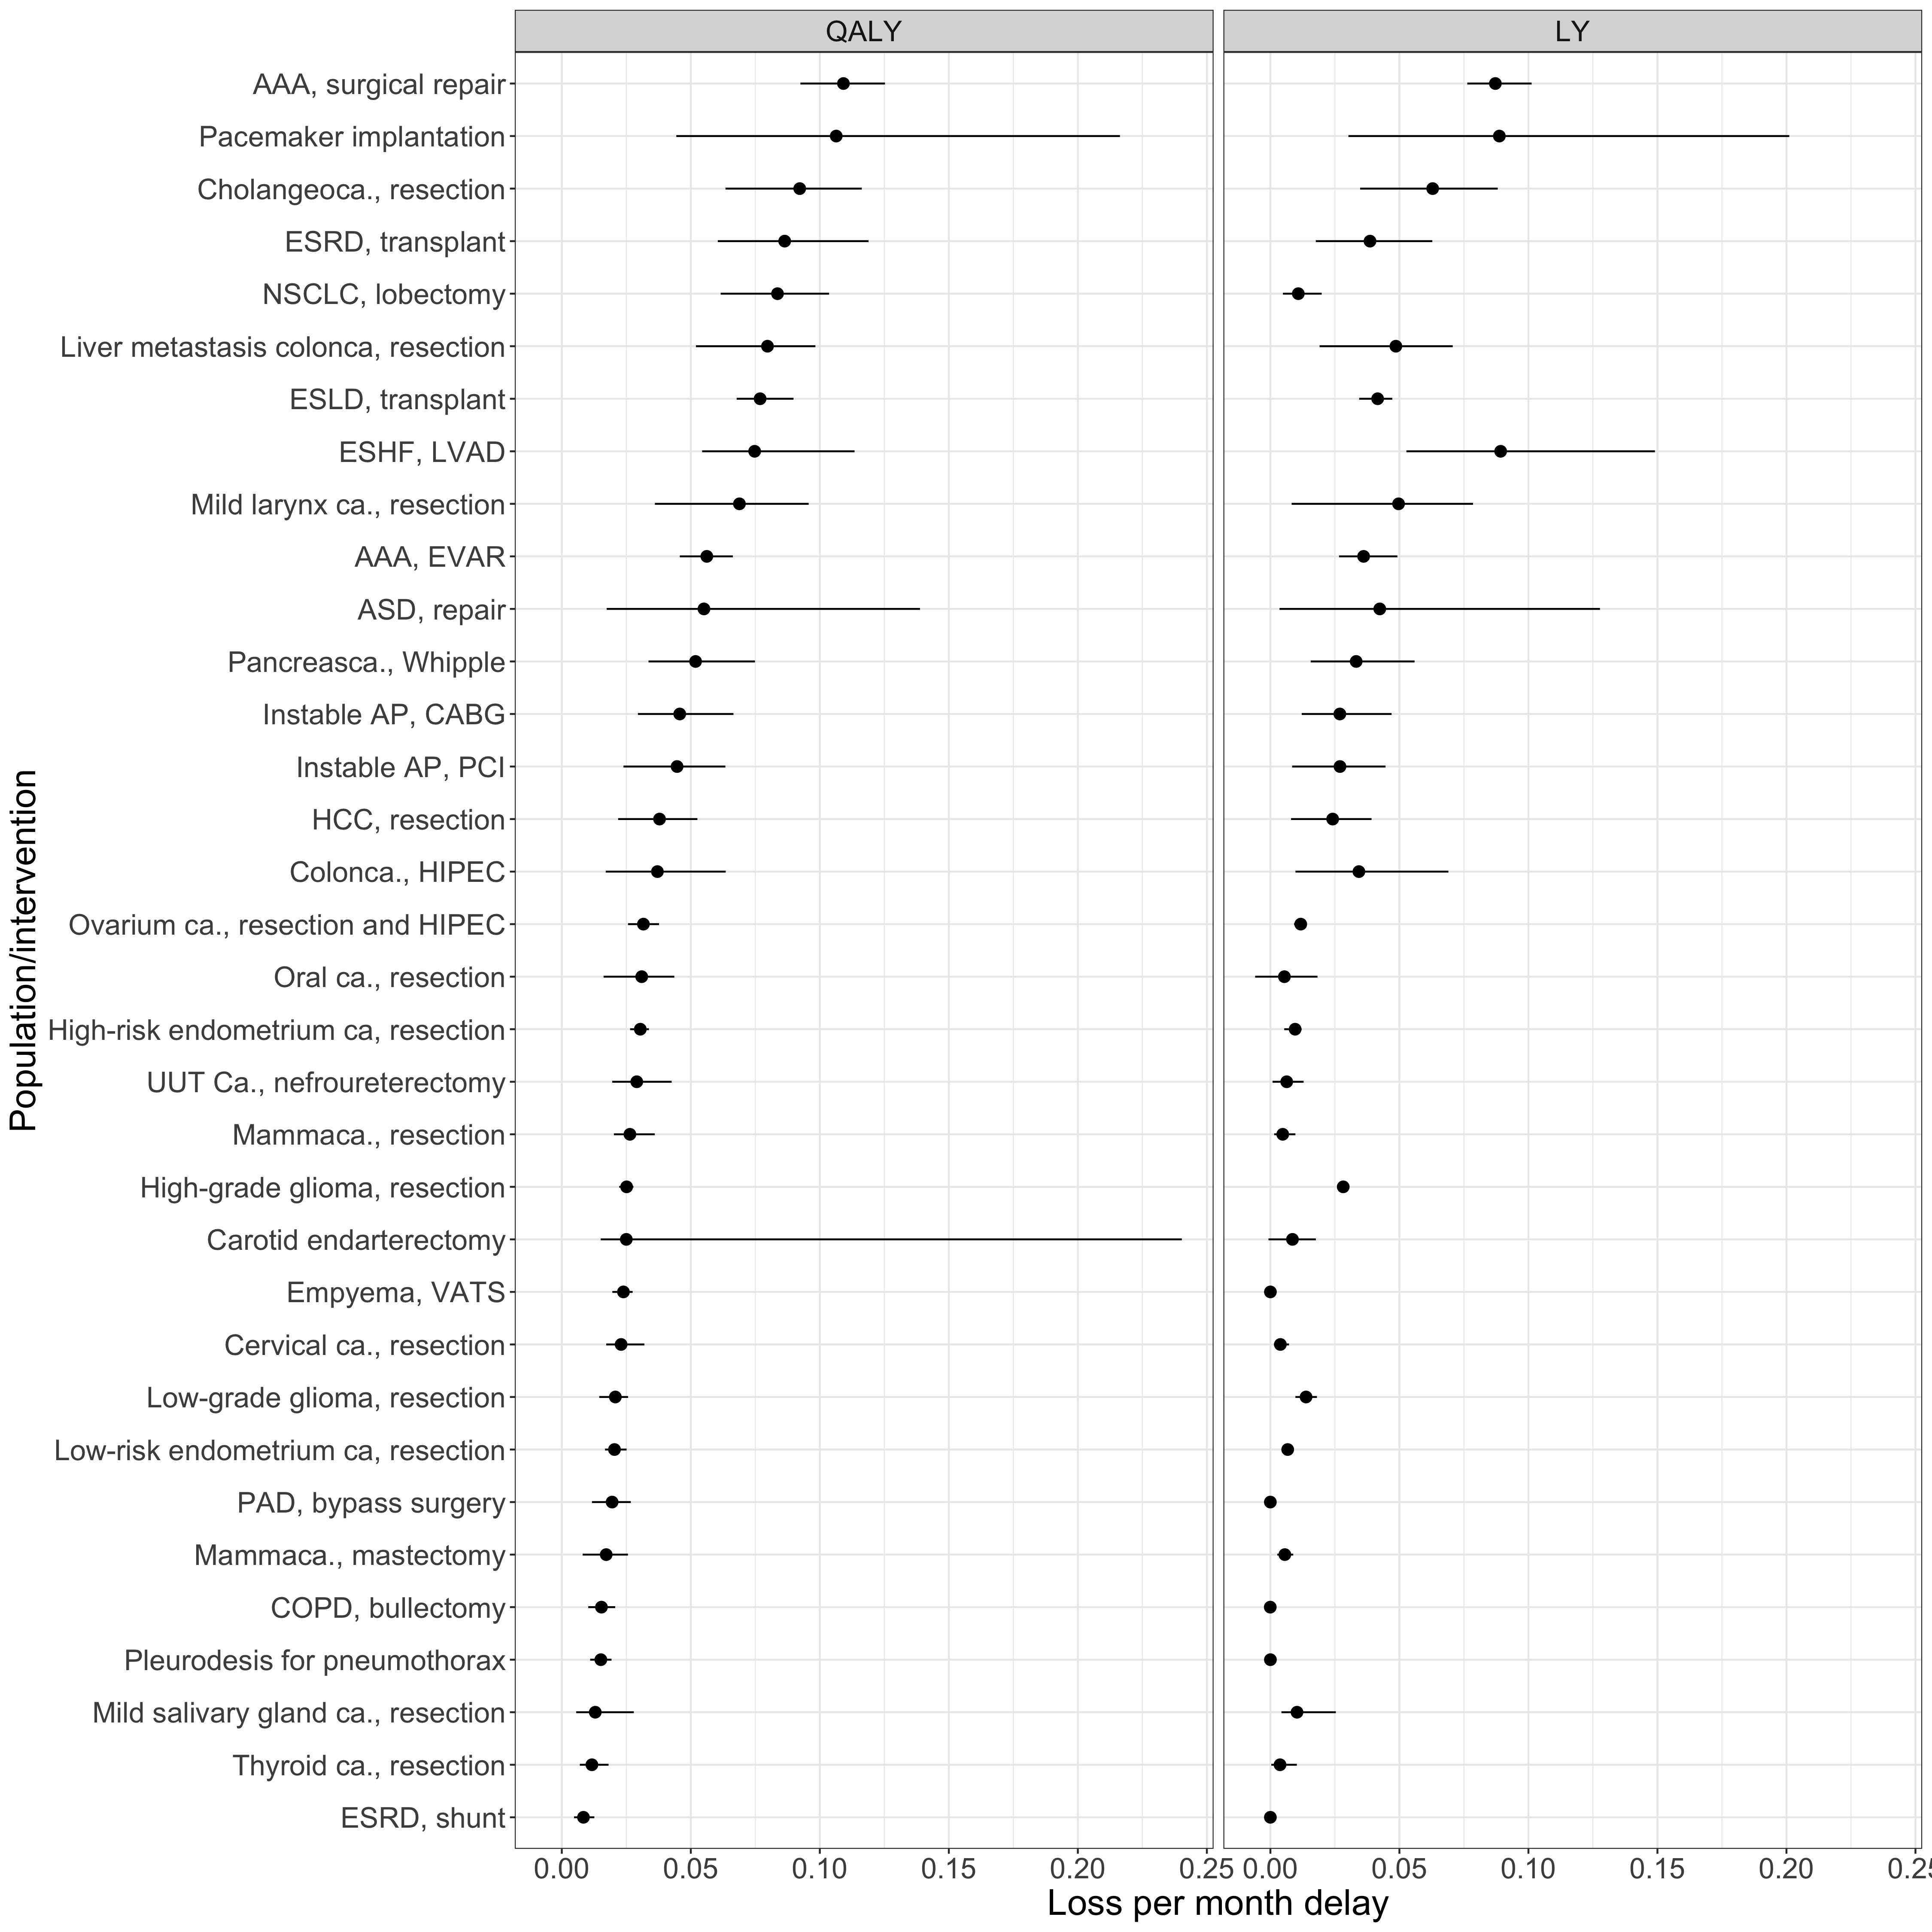 QALY LY
AAA, surgical repair
Pacemaker implantation
Cholangeoca., resection
ESRD, transplant
NSCLC, lobectomy
Liver metastasis colonca, resection
ESLD, transplant
ESHF, LVAD
Mild larynx ca., resection
AAA, EVAR
ASD, repair
Pancreasca., Whipple
Instable AP, CABG
Instable AP, PCI
HCC, resection
Colonca., HIPEC
Ovarium ca., resection and HIPEC
Oral ca., resection
High-risk endometrium ca, resection
UUT Ca., nefroureterectomy
Mammaca., resection
High-grade glioma, resection
Carotid endarterectomy
Empyema, VATS
Cervical ca., resection
Low-grade glioma, resection
Low-risk endometrium ca, resection
PAD, bypass surgery
Mammaca., mastectomy
COPD, bullectomy
Pleurodesis for pneumothorax
Mild salivary gland ca., resection
Thyroid ca., resection
ESRD, shunt
Population/intervention
0.00 0.05 0.10 0.15 0.20 0.25 0.00 0.05 0.10 0.15 0.20 0.25
Loss per month delay